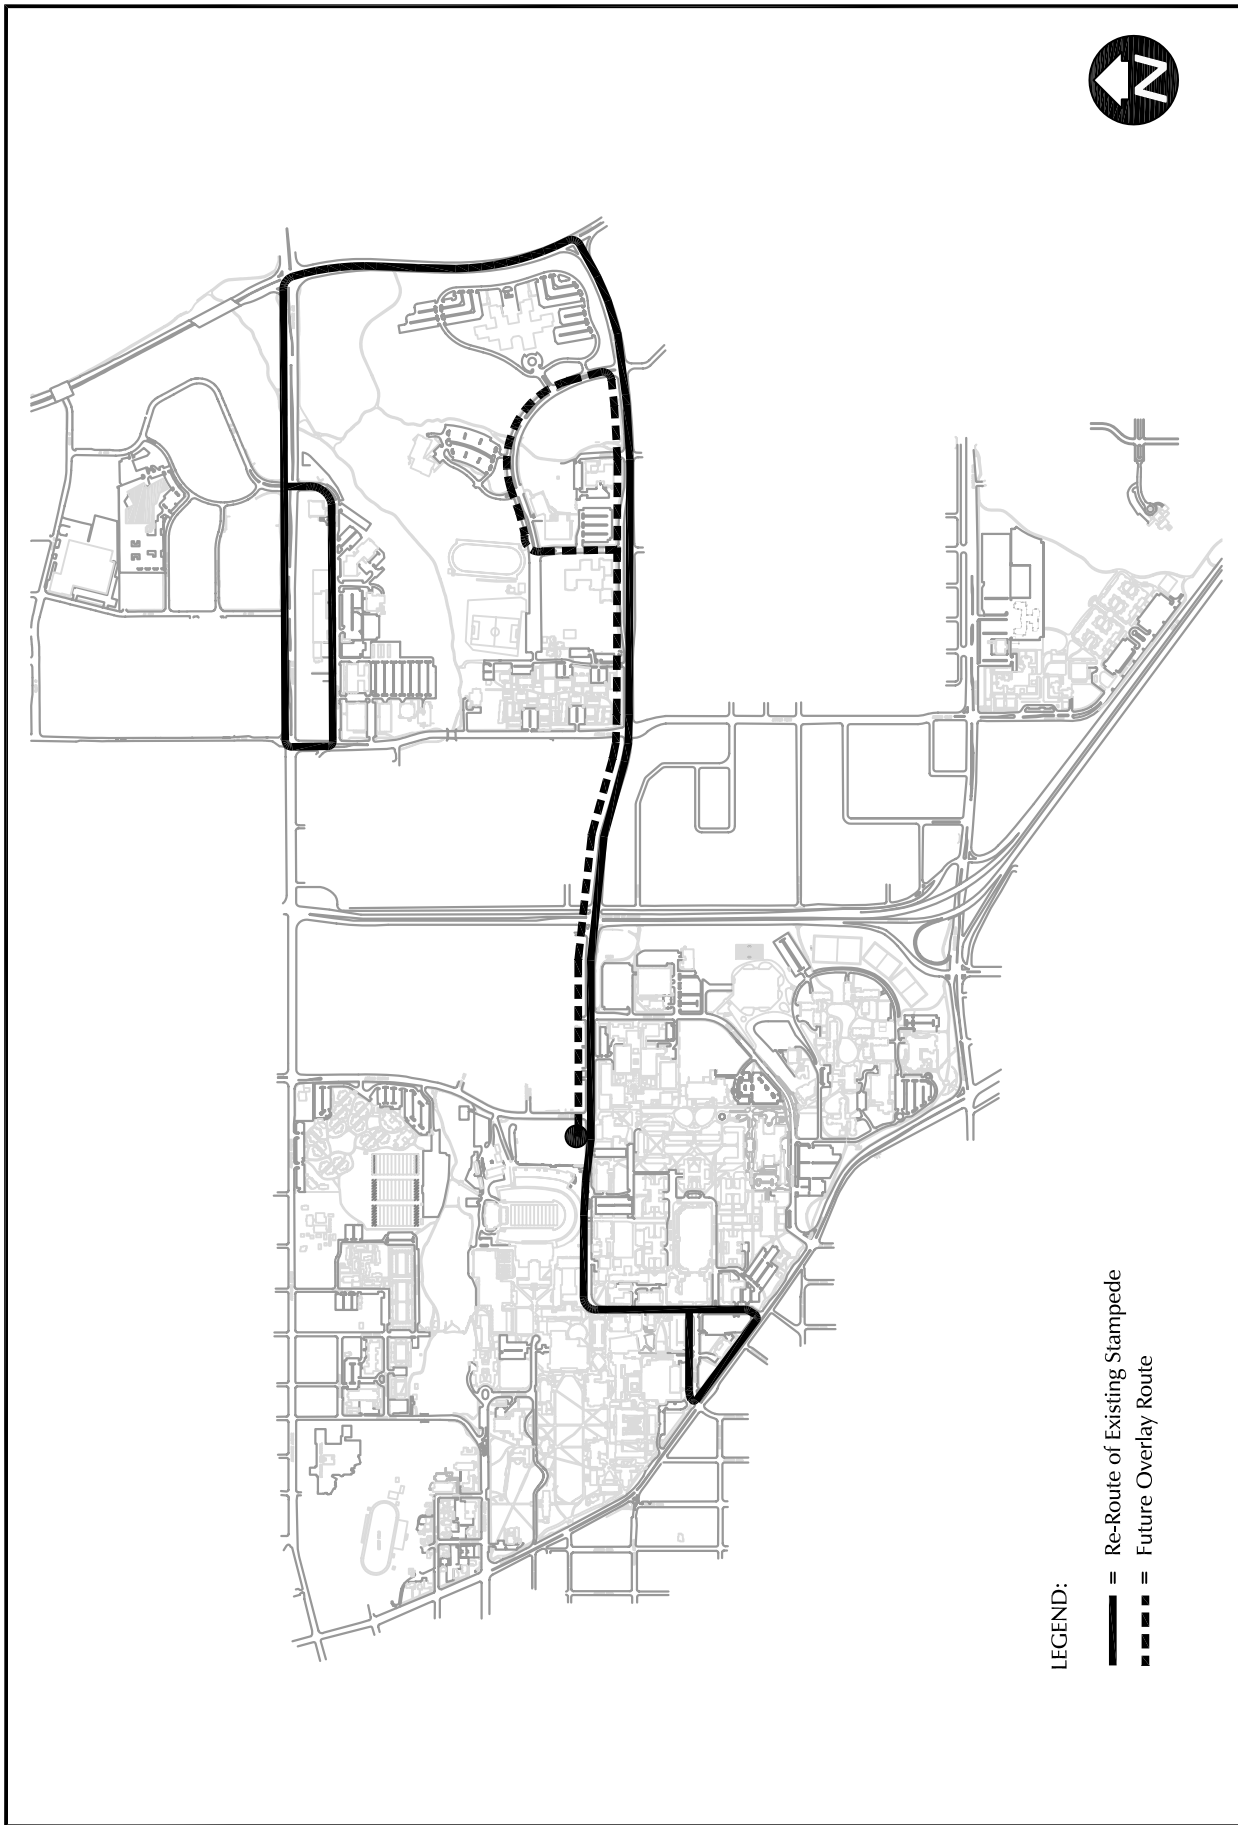 N
LEGEND:
= Re-Route of Existing Stampede
= Future Overlay Route